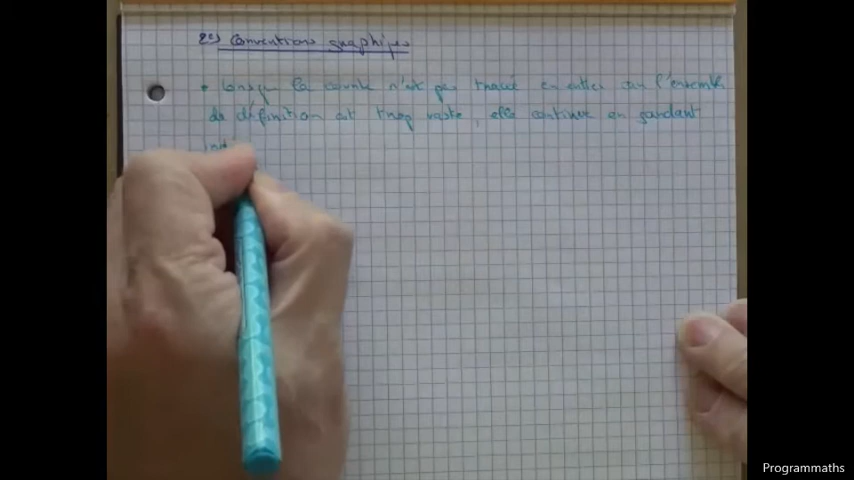 2°) Conventions graphiques
• Lorsque la courbe n'est pas tracé en entier car l'ensemble
de définition est trop vaste, elle continue en gardant
Programmaths